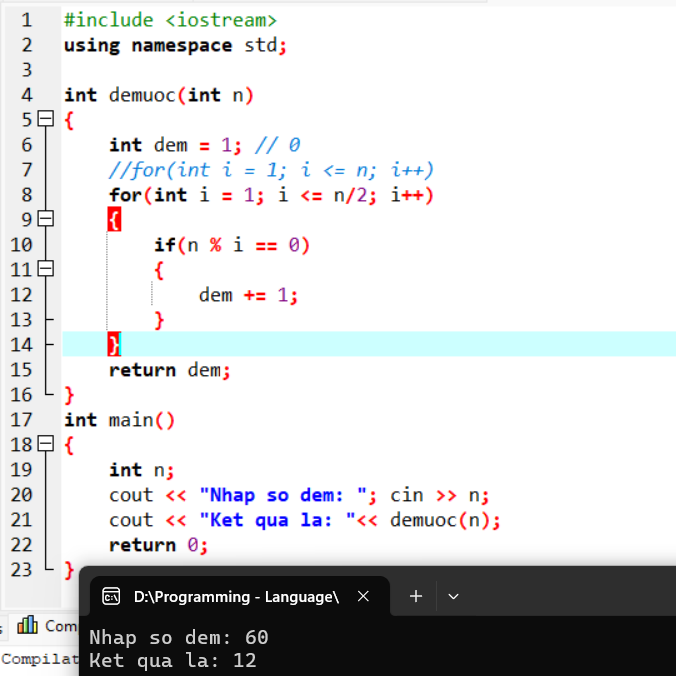 1 #include <iostream>
2 using namespace std;
3
4 int demuoc(int n)
5 {
6 int dem = 1; // 0
7 //for(int i = 1; i <= n; i++)
8 for(int i = 1; i <= n/2; i++)
9 {
10 if(n % i == 0)
11 {
12 dem += 1;
13 }
14 }
15 return dem;
16 }
17 int main()
18 {
19 int n;
20 cout << "Nhap so dem: "; cin >> n;
21 cout << "Ket qua la: "<< demuoc(n);
22 return 0;
23 }
D:\Programming - Language\
Nhap so dem: 60
Ket qua la: 12